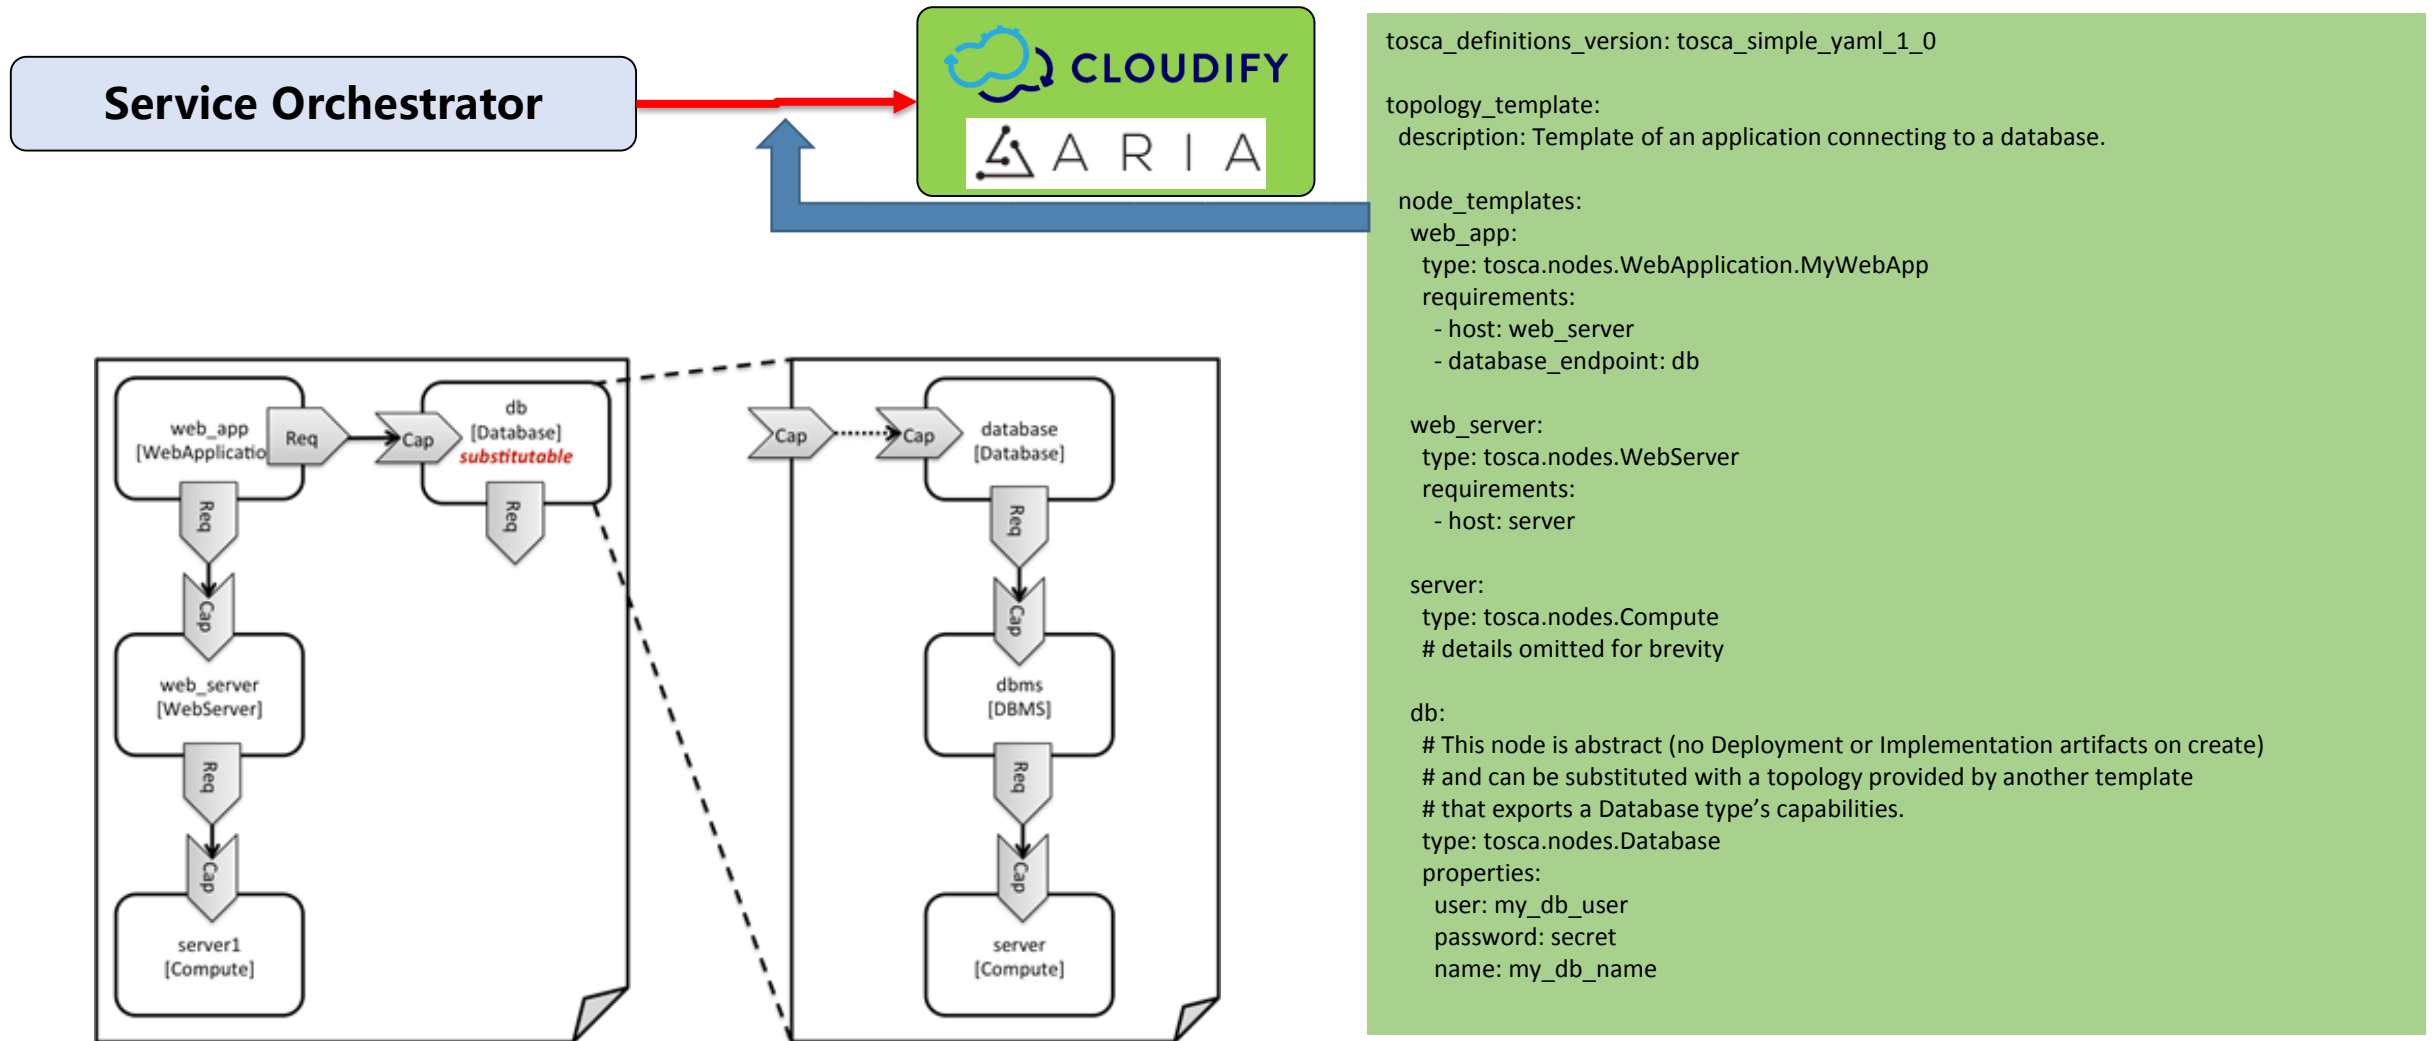 Service Orchestrator
CLOUDIFY
ARIA
tosca_definitions_version: tosca_simple_yaml_1_0
topology_template:
description: Template of an application connecting to a database.
node_templates:
web_app:
type: tosca.nodes.WebApplication.MyWebApp
requirements:
- host: web_server
- database_endpoint: db
web_server:
type: tosca.nodes.WebServer
requirements:
- host: server
server:
type: tosca.nodes.Compute
# details omitted for brevity
db:
# This node is abstract (no Deployment or Implementation artifacts on create)
# and can be substituted with a topology provided by another template
# that exports a Database type’s capabilities.
type: tosca.nodes.Database
properties:
user: my_db_user
password: secret
name: my_db_name
web_app
[WebApplicatio
Req
Cap
db
[Database]
substitutable
Req
Req
Cap
web_server
[WebServer]
Req
Cap
server1
[Compute]
Cap
Cap
database
[Database]
Req
Cap
dbms
[DBMS]
Req
Cap
server
[Compute]